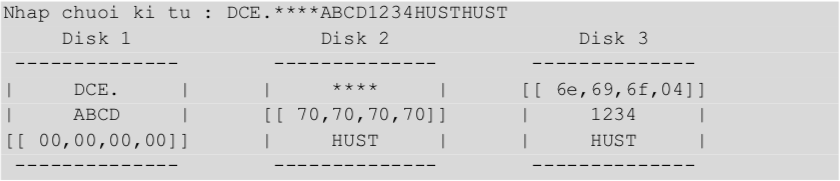 Nhap chuoi ki tu : DCE.****ABCD1234HUSTHUST
Disk 1 Disk 2 Disk 3
-------------- -------------- --------------
| DCE. | | **** | [[ 6e,69,6f,04]]
| ABCD | [[ 70,70,70,70]] | 1234 |
[[ 00,00,00,00]] | HUST | | HUST |
-------------- -------------- --------------